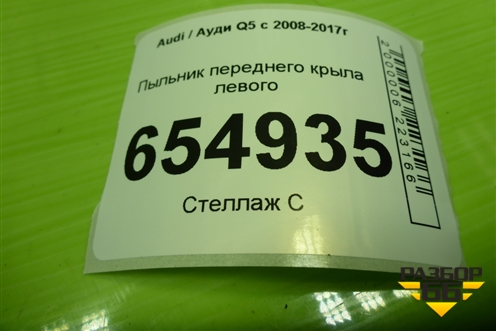 Audi / Ауди Q5 с 2008-2017г
Пыльник переднего крыла
левого
654935
Стеллаж С
2000006223166
РАЗБОР
66